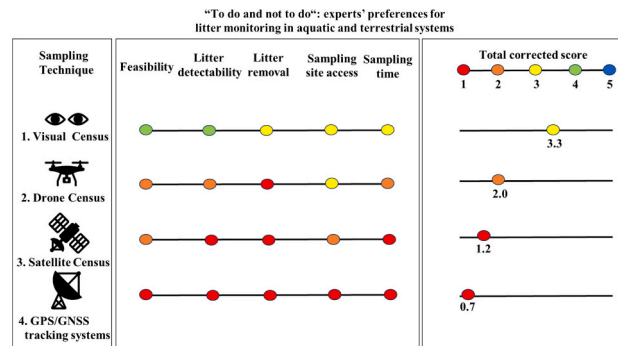 “To do and not to do“: experts’ preferences for
litter monitoring in aquatic and terrestrial systems
Sampling
Technique
Feasibility
Litter
detectability
Litter
removal
Sampling
site access
Sampling
time
Total corrected score
1 2 3 4 5
1. Visual Census
3.3
2. Drone Census
2.0
3. Satellite Census
1.2
4. GPS/GNSS
tracking systems
0.7